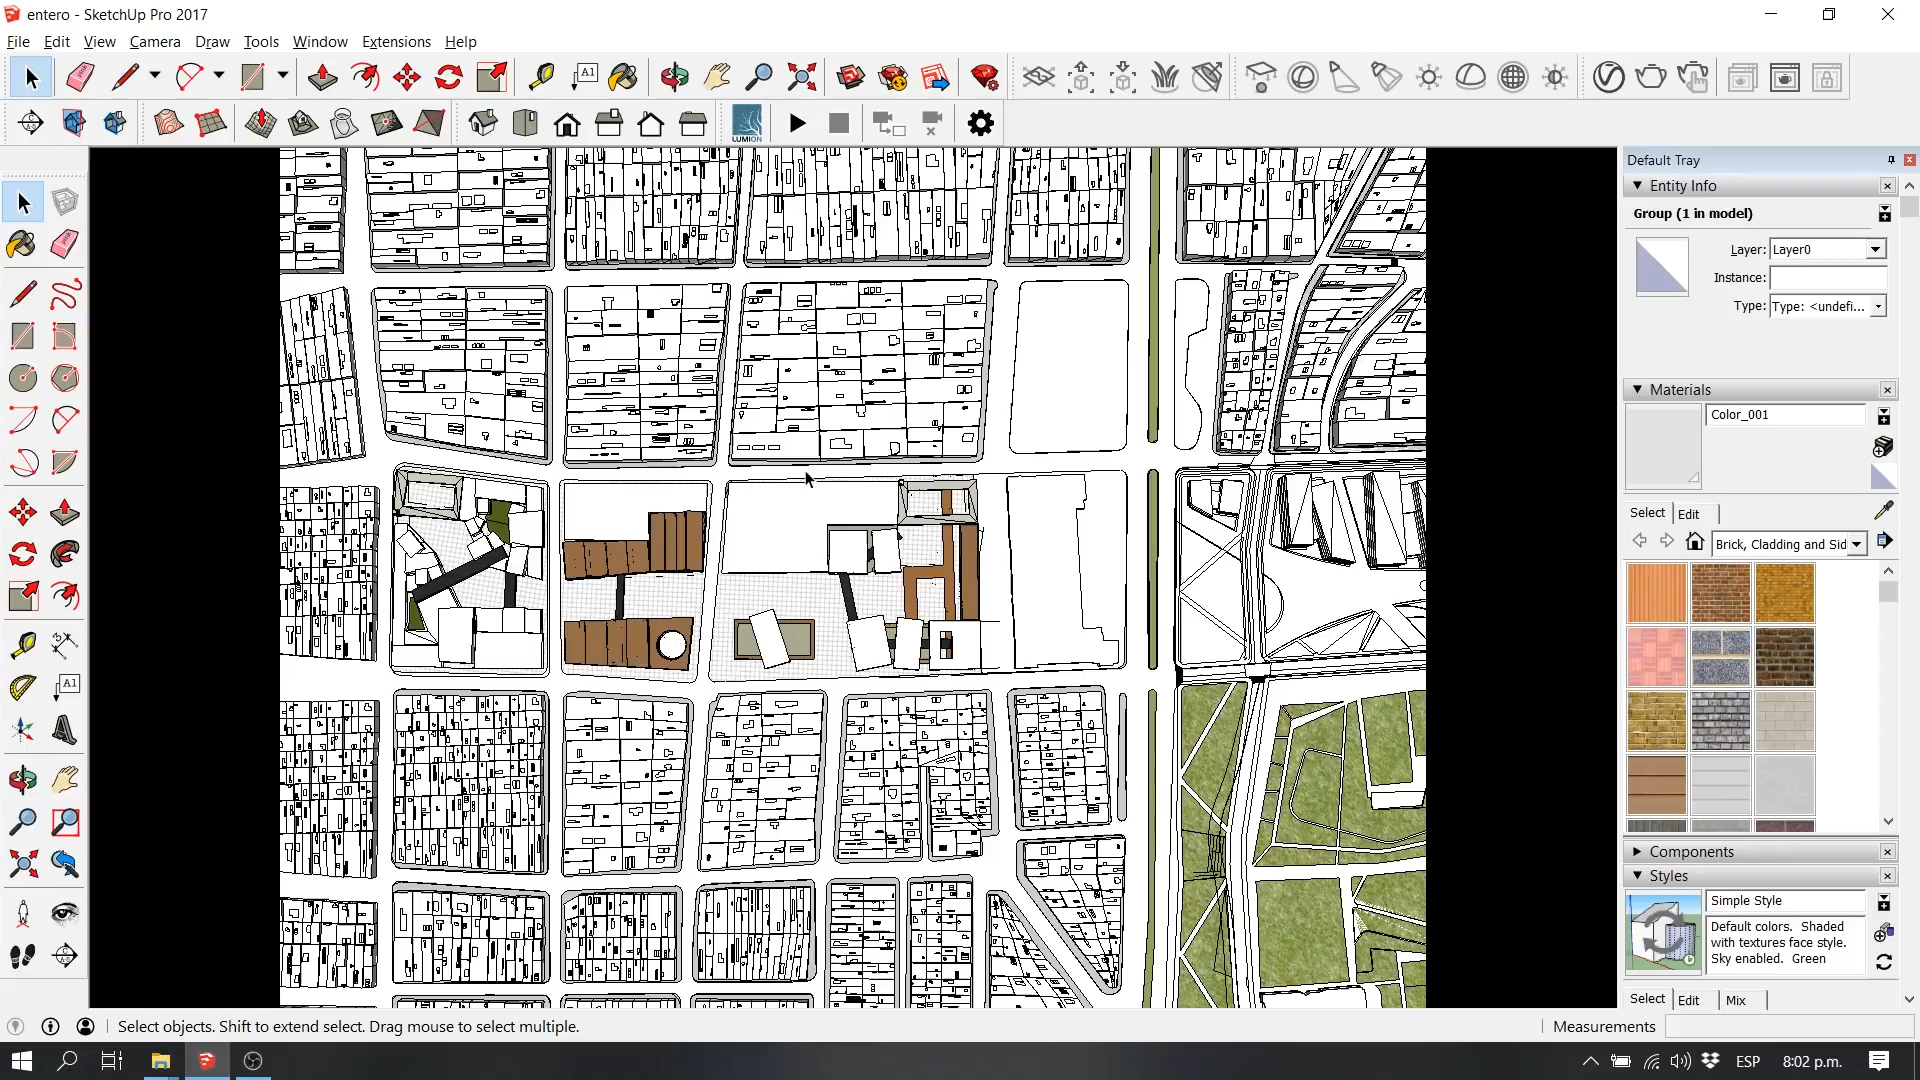 entero - SketchUp Pro 2017
File Edit View Camera Draw Tools Window Extensions Help
A1
LUMION
Default Tray
Entity Info
Group (1 in model)
Layer: Layer0
Instance:
Type: Type: <undefi...
Materials
Color_001
Select Edit
Brick, Cladding and Sid
A1
Components
Styles
Simple Style
Default colors. Shaded
with textures face style.
Sky enabled. Green
Select Edit Mix
Select objects. Shift to extend select. Drag mouse to select multiple.
Measurements
ESP 8:02 p.m.